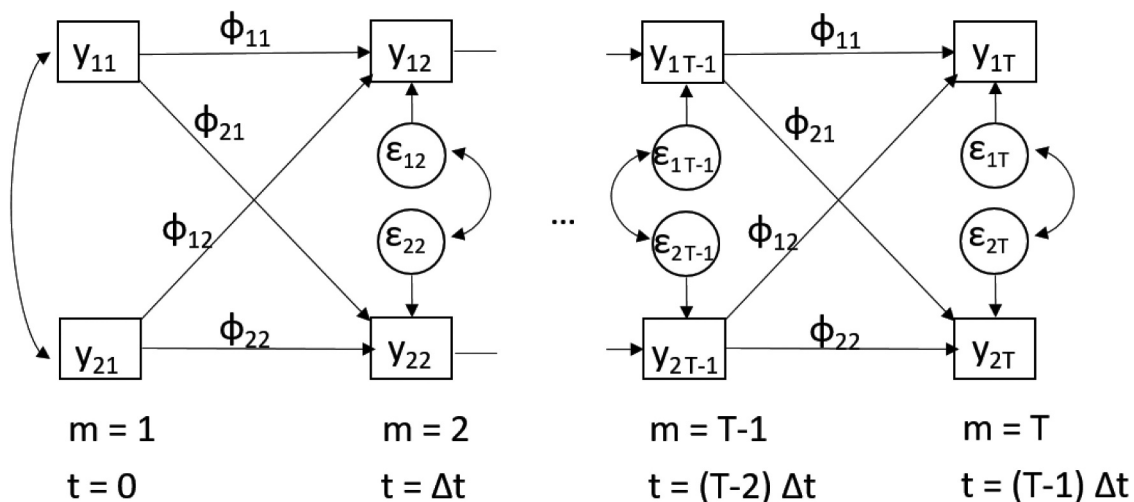 y₁₁ ϕ₁₁ y₁₂ y₁T-1 ϕ₁₁ y₁T
ϕ₂₁ ϕ₂₁
ε₁₂ ε₁T-1 ε₁T
...
ϕ₁₂ ε₂₂ ε₂T-1 ϕ₁₂ ε₂T
y₂₁ ϕ₂₂ y₂₂ y₂T-1 ϕ₂₂ y₂T
m = 1 m = 2 m = T-1 m = T
t = 0 t = Δt t = (T-2) Δt t = (T-1) Δt